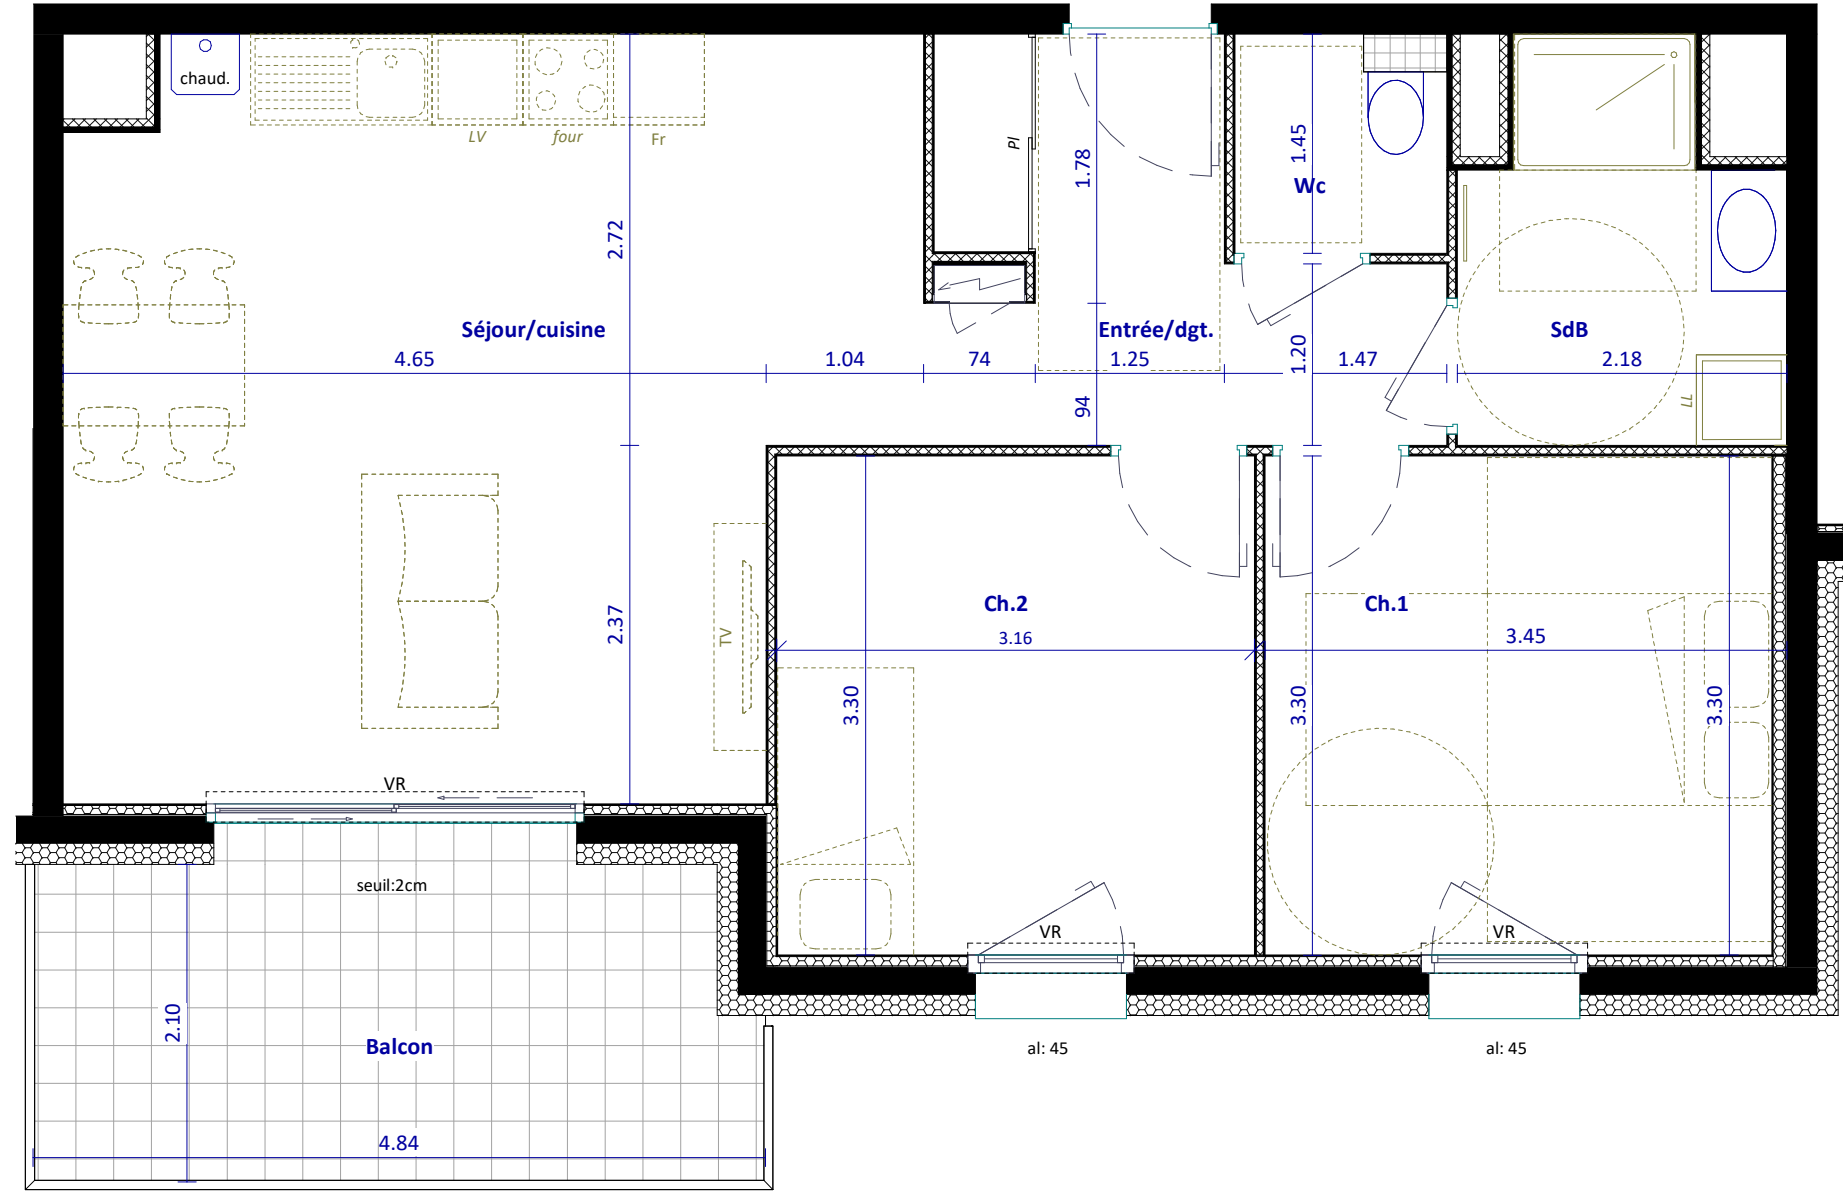 chaud.
LV
four
Fr
Pl
1.78
1.45
Wc
2.72
Séjour/cuisine
Entrée/dgt.
SdB
4.65
1.04
74
1.25
1.20
1.47
2.18
94
LL
Ch.2
Ch.1
2.37
TV
3.16
3.45
3.30
3.30
3.30
VR
seuil:2cm
VR
VR
2.10
Balcon
al: 45
al: 45
4.84